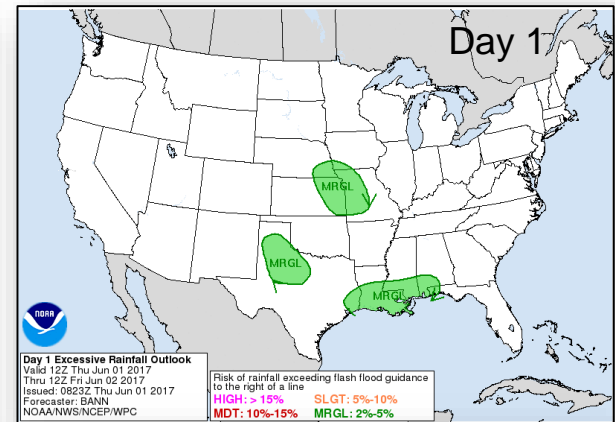 Day 1
MRGL
MRGL
MRGL
NOAA
Day 1 Excessive Rainfall Outlook
Valid 12Z Thu Jun 01 2017
Thru 12Z Fri Jun 02 2017
Issued: 0823Z Thu Jun 01 2017
Forecaster: BANN
NOAA/NWS/NCEP/WPC
Risk of rainfall exceeding flash flood guidance
to the right of a line
HIGH: > 15% SLGT: 5%-10%
MDT: 10%-15% MRGL: 2%-5%